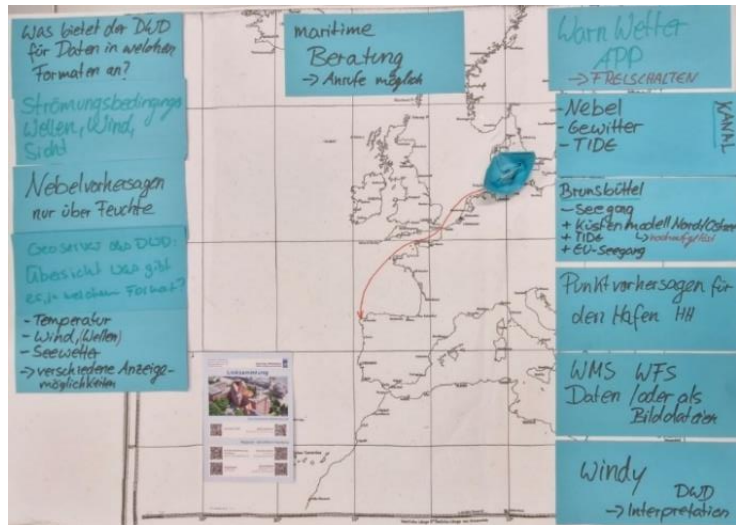 Was bietet der DWD
für Daten in welchen
Formaten an?
Strömungsbedingungs
Wellen, Wind,
Sicht
Nebelvorhersagen
nur über Feuchte
Geoserver des DWD:
Übersicht was gibt
es, in welchem Format?
- Temperatur
- Wind, (Wellen)
- Seewetter
→ verschiedene Anzeige-
möglichkeiten
maritime
Beratung
→ Anrufe möglich
Linksammlung
Warn Wetter
APP
→ FREISCHALTEN
- Nebel
- Gewitter
- TIDE
KANAL
Brunsbüttel
- Seegang
+ Küstenmodell Nord/Ostsee
+ TIDE
+ EU-Seegang
Punktvorhersagen für
den Hafen HH
WMS WFS
Daten / oder als
Bilddateien
Windy
DWD
→ Interpretation